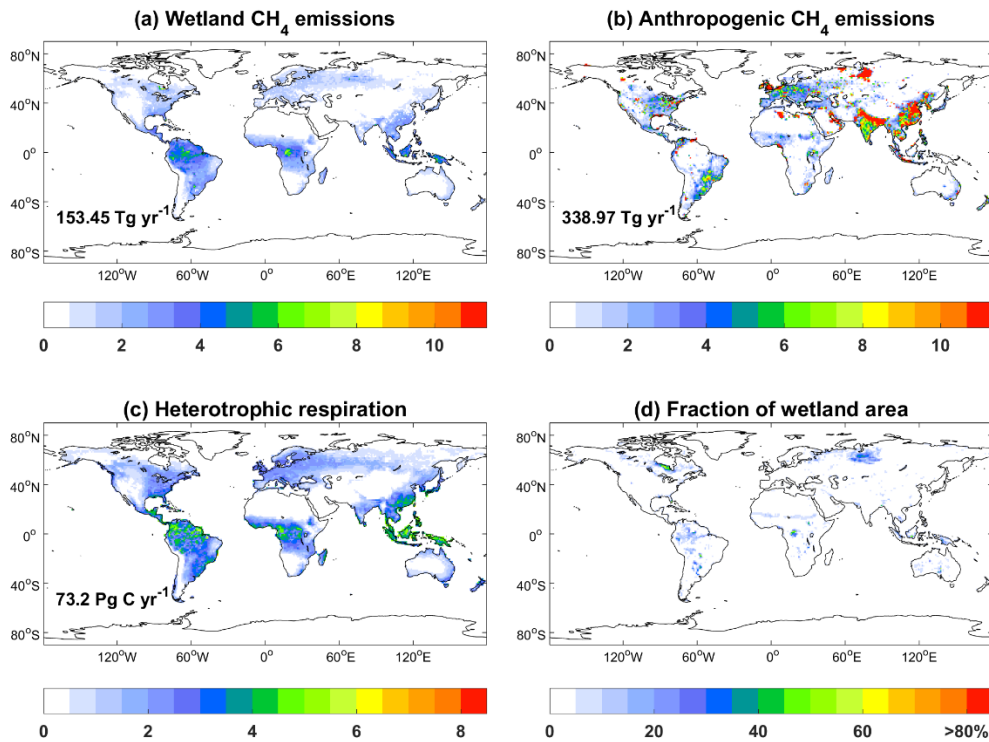 (a) Wetland CH4 emissions
80°N
40°N
0°
40°S
80°S
153.45 Tg yr-1
120°W 60°W 0° 60°E 120°E
0 2 4 6 8 10
(b) Anthropogenic CH4 emissions
80°N
40°N
0°
40°S
80°S
338.97 Tg yr-1
120°W 60°W 0° 60°E 120°E
0 2 4 6 8 10
(c) Heterotrophic respiration
80°N
40°N
0°
40°S
80°S
73.2 Pg C yr-1
120°W 60°W 0° 60°E 120°E
0 2 4 6 8
(d) Fraction of wetland area
80°N
40°N
0°
40°S
80°S
120°W 60°W 0° 60°E 120°E
0 20 40 60 >80%